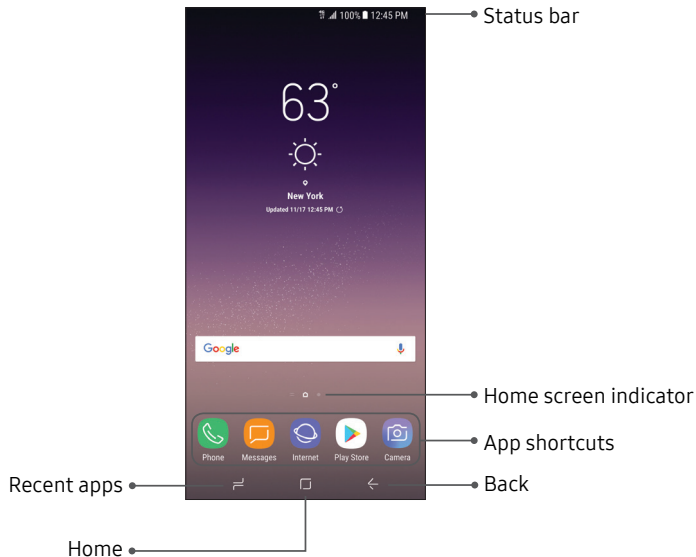 100% 12:45 PM
Status bar
63°
New York
Updated 11/17 12:45 PM
Google
Home screen indicator
Phone Messages Internet Play Store Camera
App shortcuts
Recent apps
Back
Home